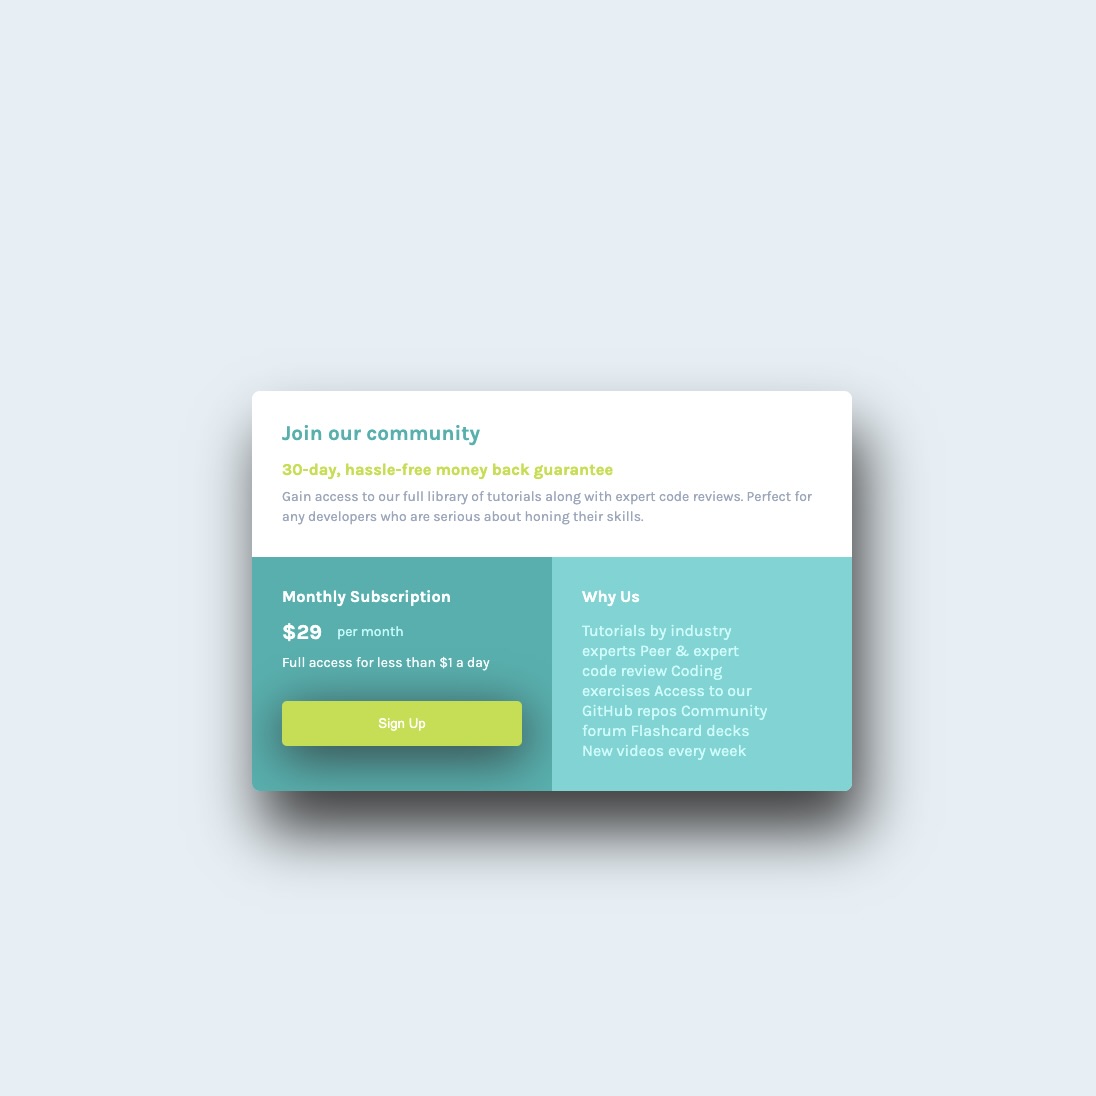 Join our community
30-day, hassle-free money back guarantee
Gain access to our full library of tutorials along with expert code reviews. Perfect for
any developers who are serious about honing their skills.
Monthly Subscription
$29 per month
Full access for less than $1 a day
Sign Up
Why Us
Tutorials by industry
experts Peer & expert
code review Coding
exercises Access to our
GitHub repos Community
forum Flashcard decks
New videos every week